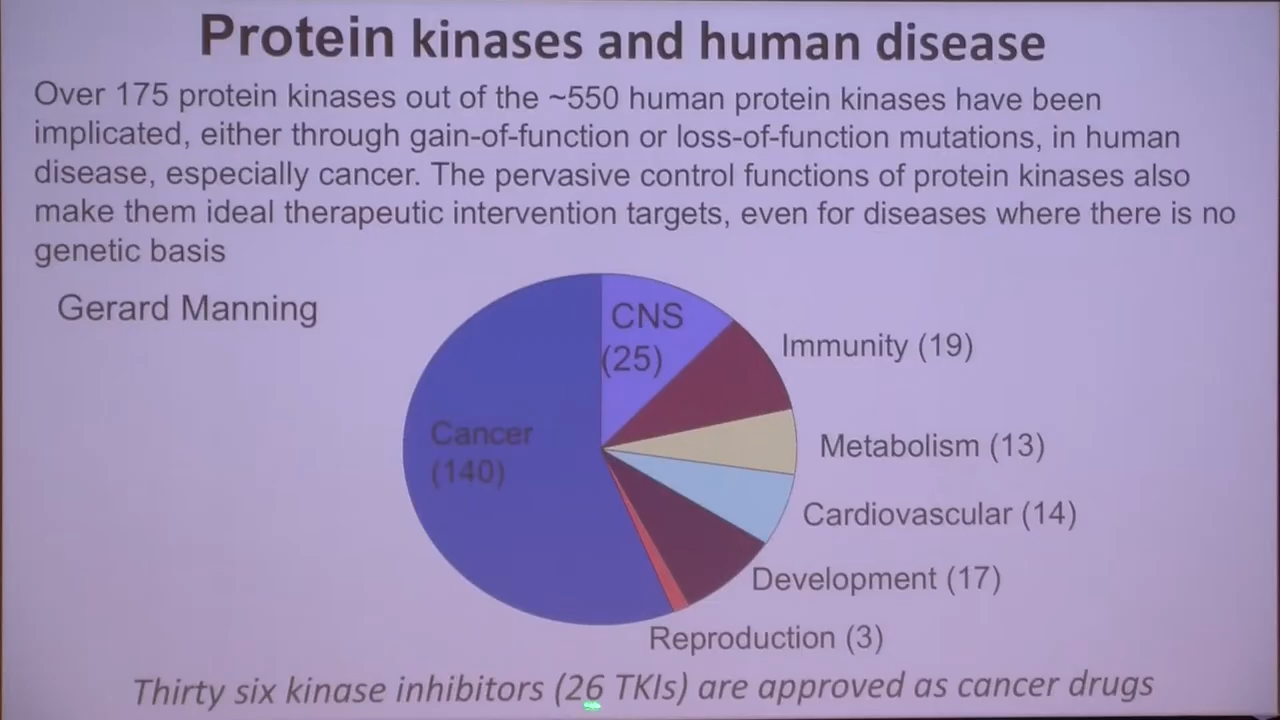 Protein kinases and human disease
Over 175 protein kinases out of the ~550 human protein kinases have been
implicated, either through gain-of-function or loss-of-function mutations, in human
disease, especially cancer. The pervasive control functions of protein kinases also
make them ideal therapeutic intervention targets, even for diseases where there is no
genetic basis
Gerard Manning
CNS
(25)
Immunity (19)
Cancer
(140)
Metabolism (13)
Cardiovascular (14)
Development (17)
Reproduction (3)
Thirty six kinase inhibitors (26 TKIs) are approved as cancer drugs